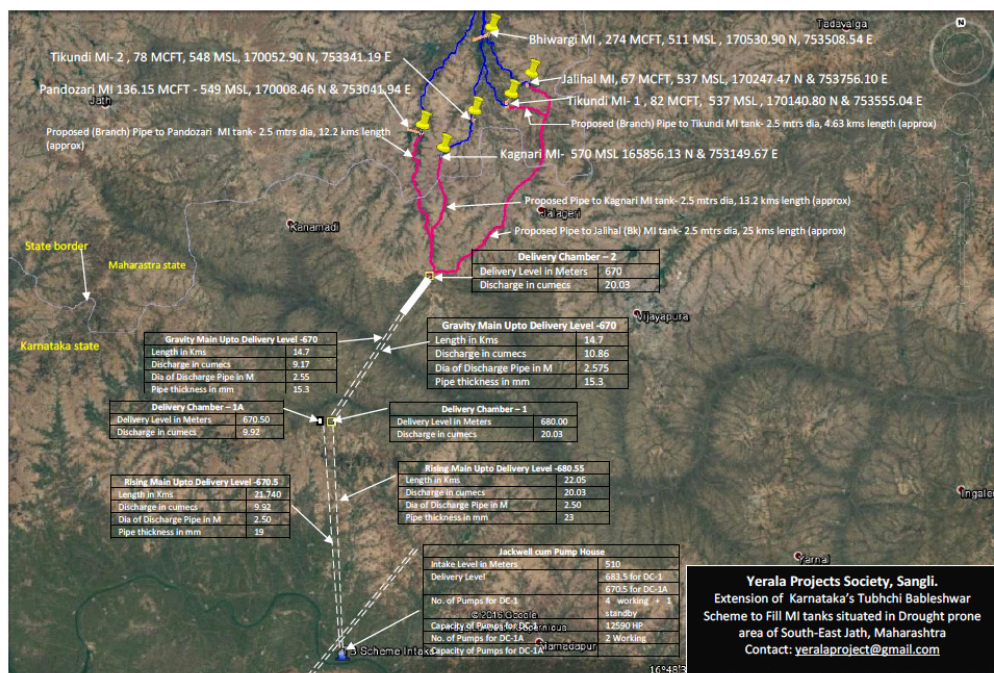 Tadavalga
N
Bhiwargi MI , 274 MCFT, 511 MSL , 170530.90 N, 753508.54 E
Tikundi MI- 2 , 78 MCFT, 548 MSL, 170052.90 N, 753341.19 E
Jalihal MI, 67 MCFT, 537 MSL, 170247.47 N & 753756.10 E
Pandozari MI 136.15 MCFT - 549 MSL, 170008.46 N & 753041.94 E
Jath
Tikundi MI- 1 , 82 MCFT, 537 MSL , 170140.80 N, 753555.04 E
Proposed (Branch) Pipe to Tikundi MI tank- 2.5 mtrs dia, 4.63 kms length (approx)
Proposed (Branch) Pipe to Pandozari MI tank- 2.5 mtrs dia, 12.2 kms length
(approx)
Kagnari MI- 570 MSL 165856.13 N & 753149.67 E
Proposed Pipe to Kagnari MI tank- 2.5 mtrs dia, 13.2 kms length (approx)
Jalageri
Kanamadi
Proposed Pipe to Jalihal (Bk) MI tank- 2.5 mtrs dia, 25 kms length (approx)
State border
Maharastra state
Delivery Chamber – 2
Delivery Level in Meters 670
Discharge in cumecs 20.03
Vijayapura
Karnataka state
Gravity Main Upto Delivery Level -670
Length in Kms 14.7
Discharge in cumecs 9.17
Dia of Discharge Pipe in M 2.55
Pipe thickness in mm 15.3
Gravity Main Upto Delivery Level -670
Length in Kms 14.7
Discharge in cumecs 10.86
Dia of Discharge Pipe in M 2.575
Pipe thickness in mm 15.3
Delivery Chamber – 1A
Delivery Level in Meters 670.50
Discharge in cumecs 9.92
Delivery Chamber - 1
Delivery Level in Meters 680.00
Discharge in cumecs 20.03
Rising Main Upto Delivery Level -670.5
Length in Kms 21.740
Discharge in cumecs 9.92
Dia of Discharge Pipe in M 2.50
Pipe thickness in mm 19
Rising Main Upto Delivery Level -680.55
Length in Kms 22.05
Discharge in cumecs 20.03
Dia of Discharge Pipe in M 2.50
Pipe thickness in mm 23
Ingale
Yarnal
Jackwell cum Pump House
Intake Level in Meters 510
Delivery Level 683.5 for DC-1
670.5 for DC-1A
No. of Pumps for DC-1 4 working + 1
standby
© 2016 Google
Capacity of Pumps for DC-1 12590 HP
No. of Pumps for DC-1A 2 Working
Capacity of Pumps for DC-1A
Scheme Intake
Mamadapur
16°48'3
Yerala Projects Society, Sangli.
Extension of Karnataka's Tubhchi Bableshwar
Scheme to Fill MI tanks situated in Drought prone
area of South-East Jath, Maharashtra
Contact: yeralaproject@gmail.com